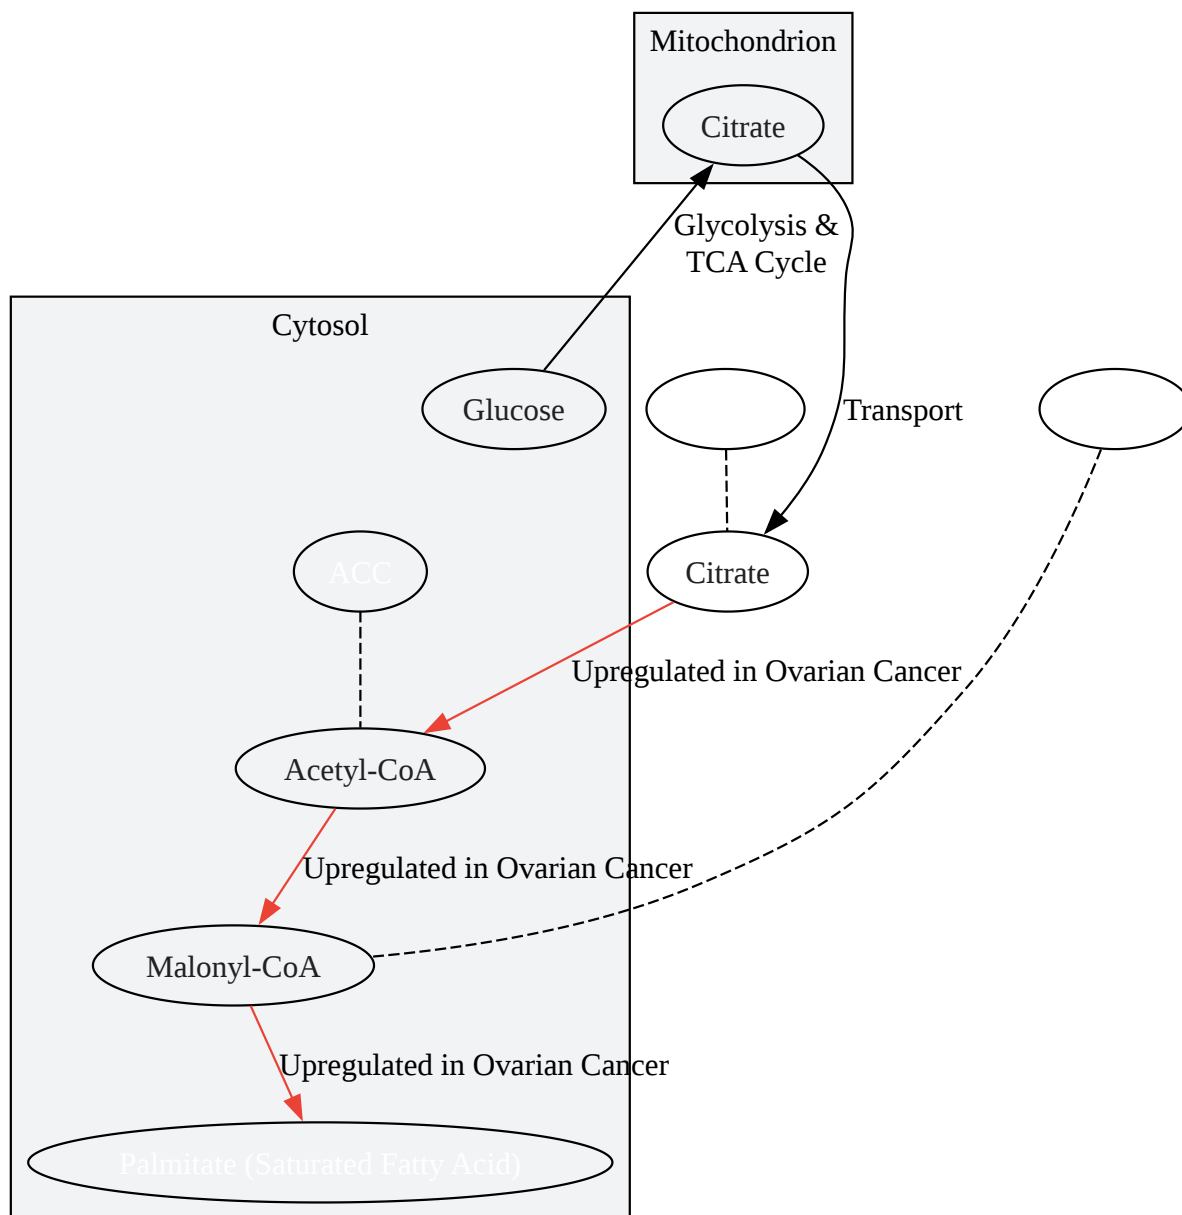 Mitochondrion
Citrate
Glycolysis &
TCA Cycle
Cytosol
Glucose
Transport
ACC
Citrate
Upregulated in Ovarian Cancer
Acetyl-CoA
Upregulated in Ovarian Cancer
Malonyl-CoA
Upregulated in Ovarian Cancer
Palmitate (Saturated Fatty Acid)